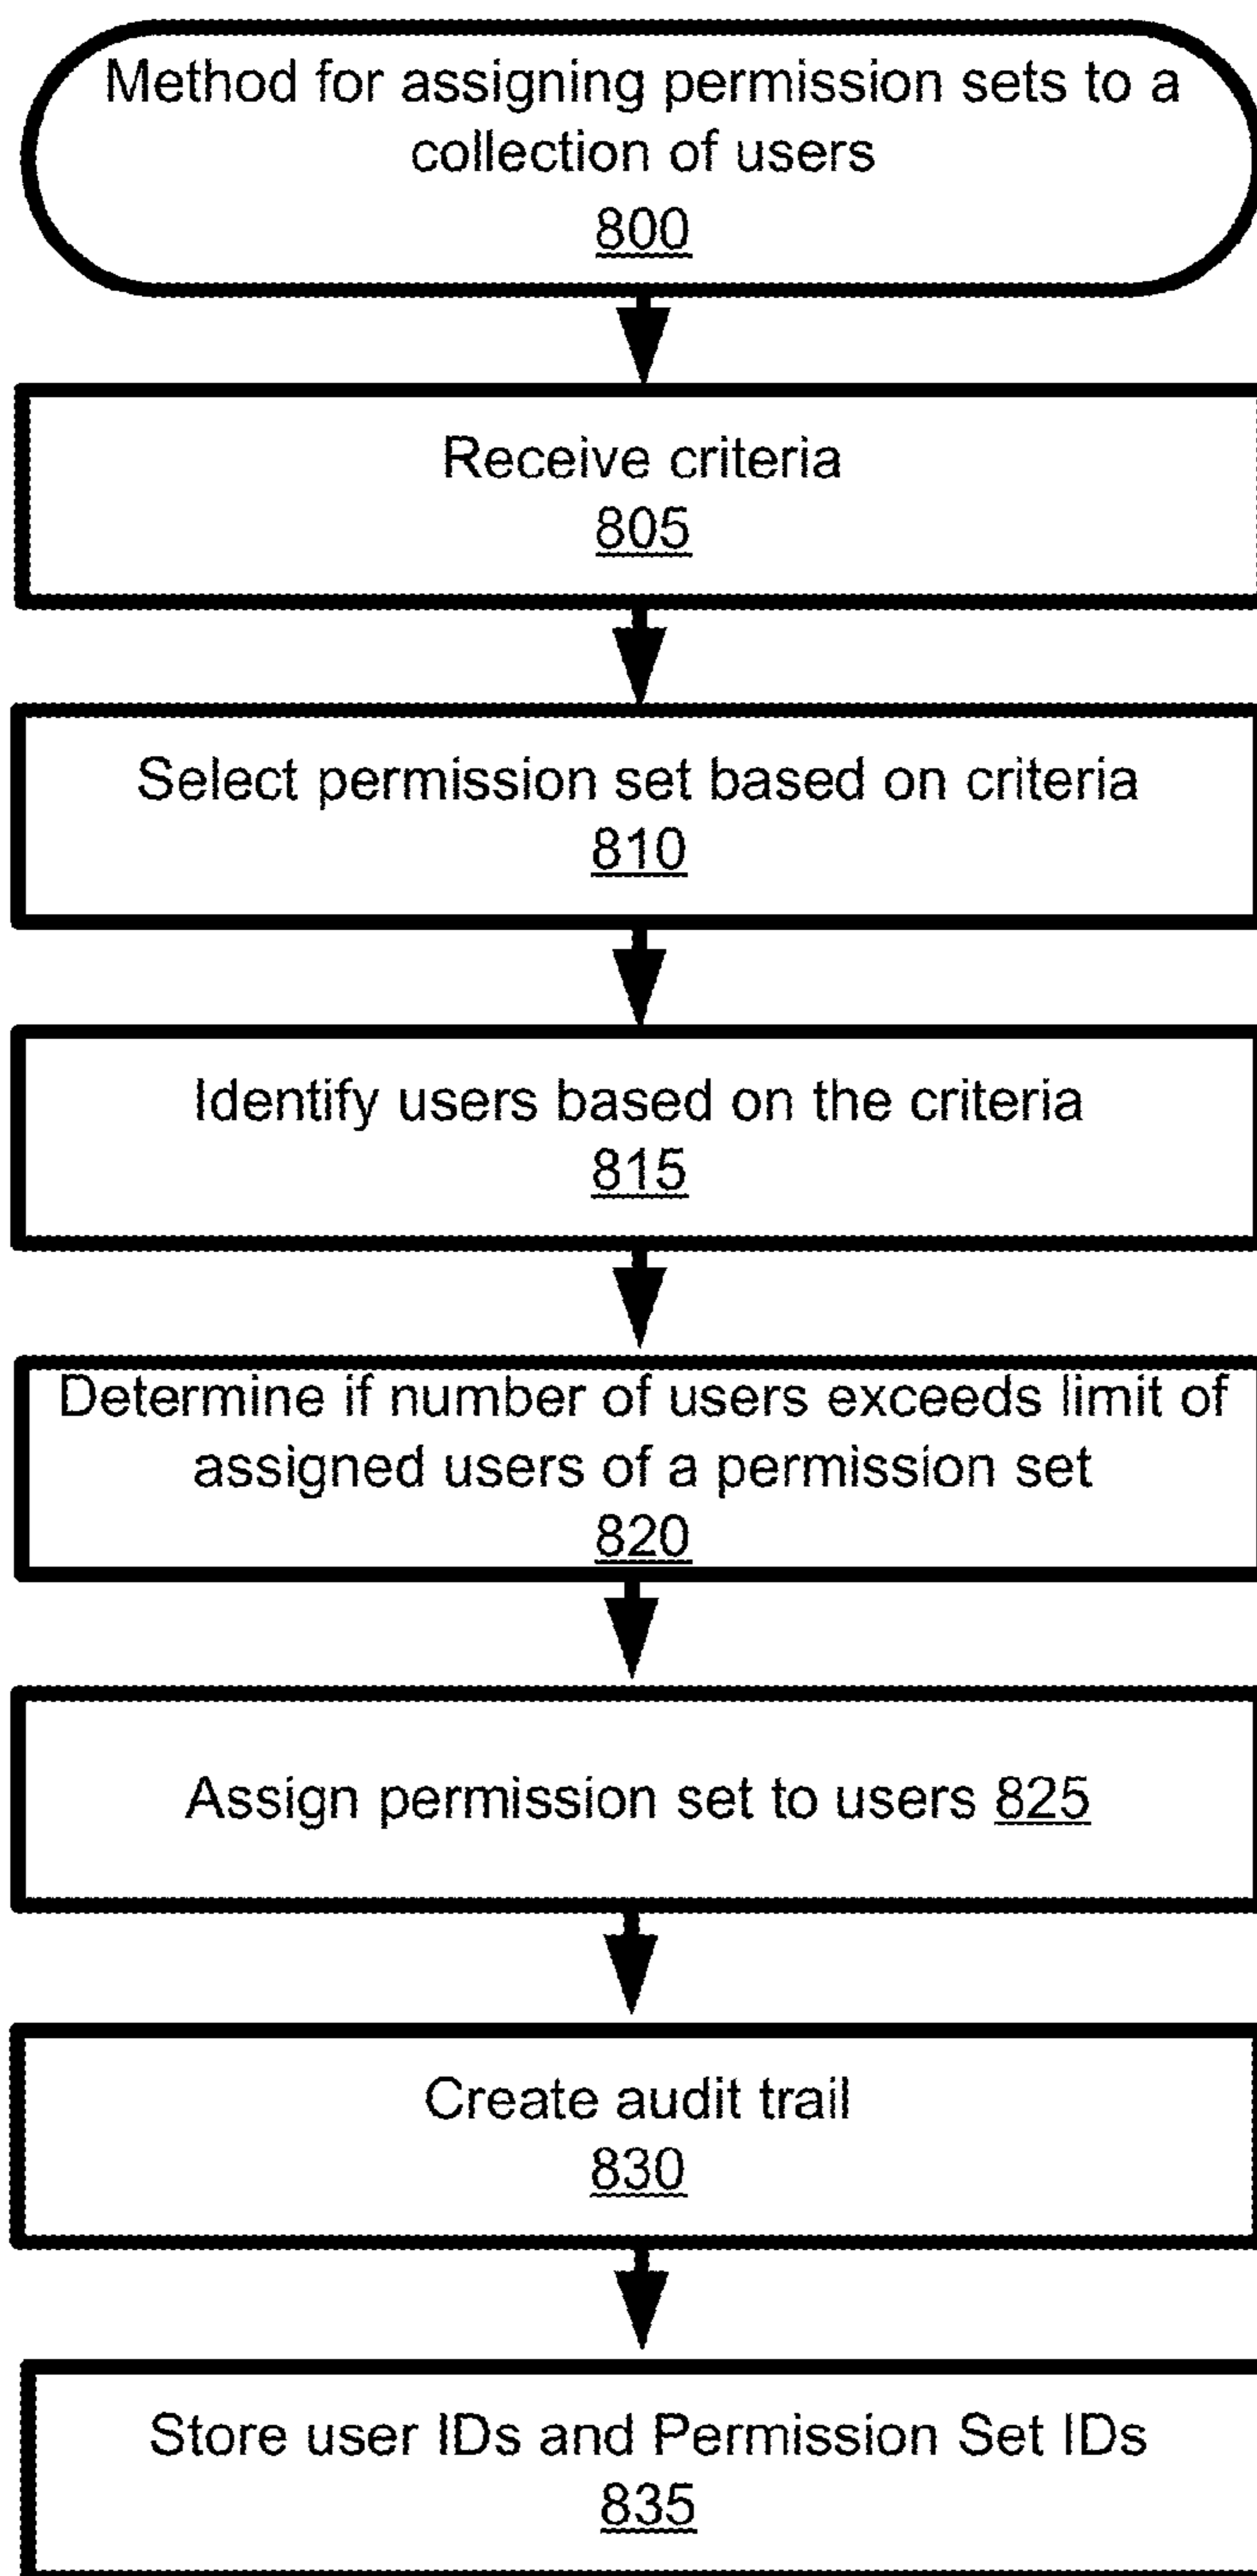 Method for assigning permission sets to a
collection of users
800
Receive criteria
805
Select permission set based on criteria
810
Identify users based on the criteria
815
Determine if number of users exceeds limit of
assigned users of a permission set
820
Assign permission set to users 825
Create audit trail
830
Store user IDs and Permission Set IDs
835